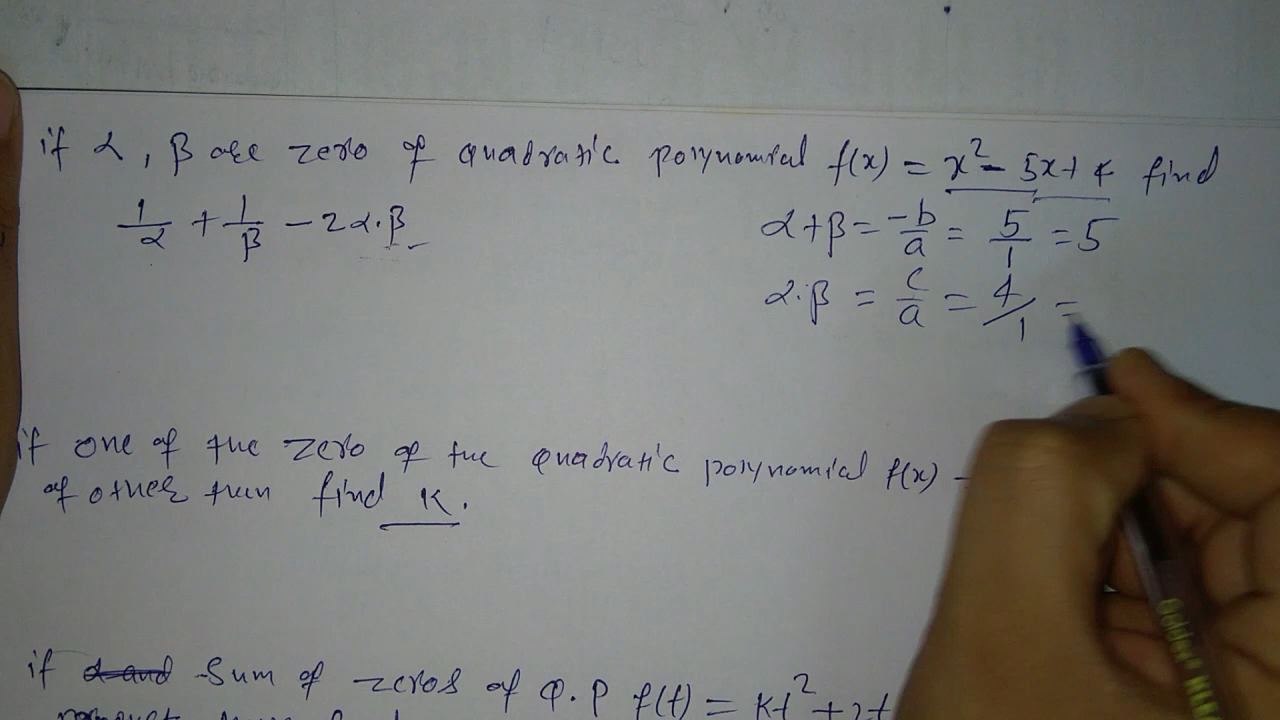 if α, β are zero of quadratic polynomial f(x) = x² - 5x + 4 find
1/α + 1/β - 2α.β
α+β = -b/a = 5/1 = 5
α.β = c/a = 4/1 =
if one of the zero of the quadratic polynomial f(x) -
of other then find K.
if Sum of zeros of Q.P f(t) = kt² + 2t